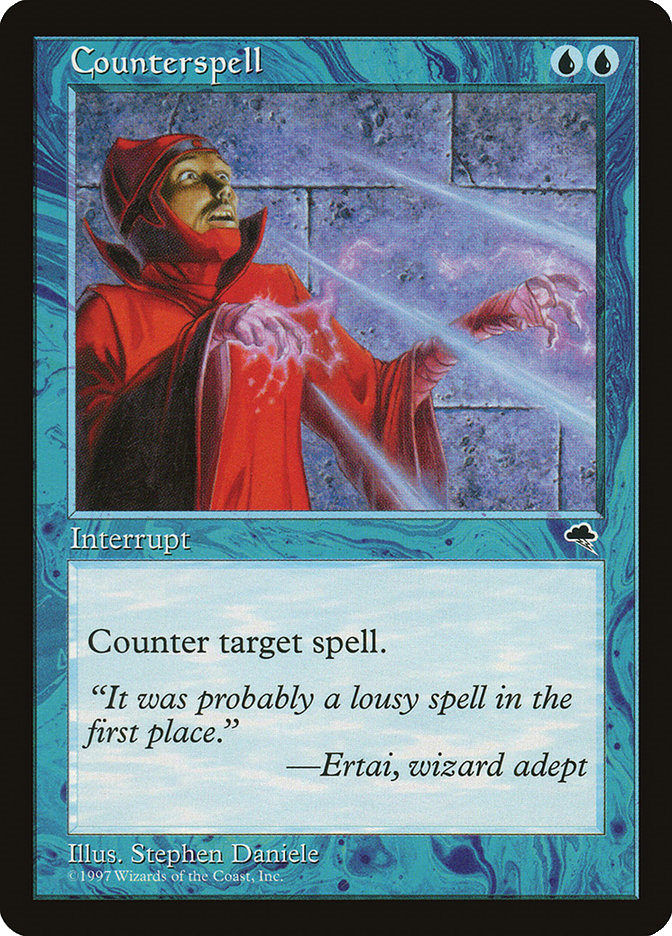 Counterspell
Interrupt
Counter target spell.
“It was probably a lousy spell in the
first place.”
—Ertai, wizard adept
Illus. Stephen Daniele
©1997 Wizards of the Coast, Inc.